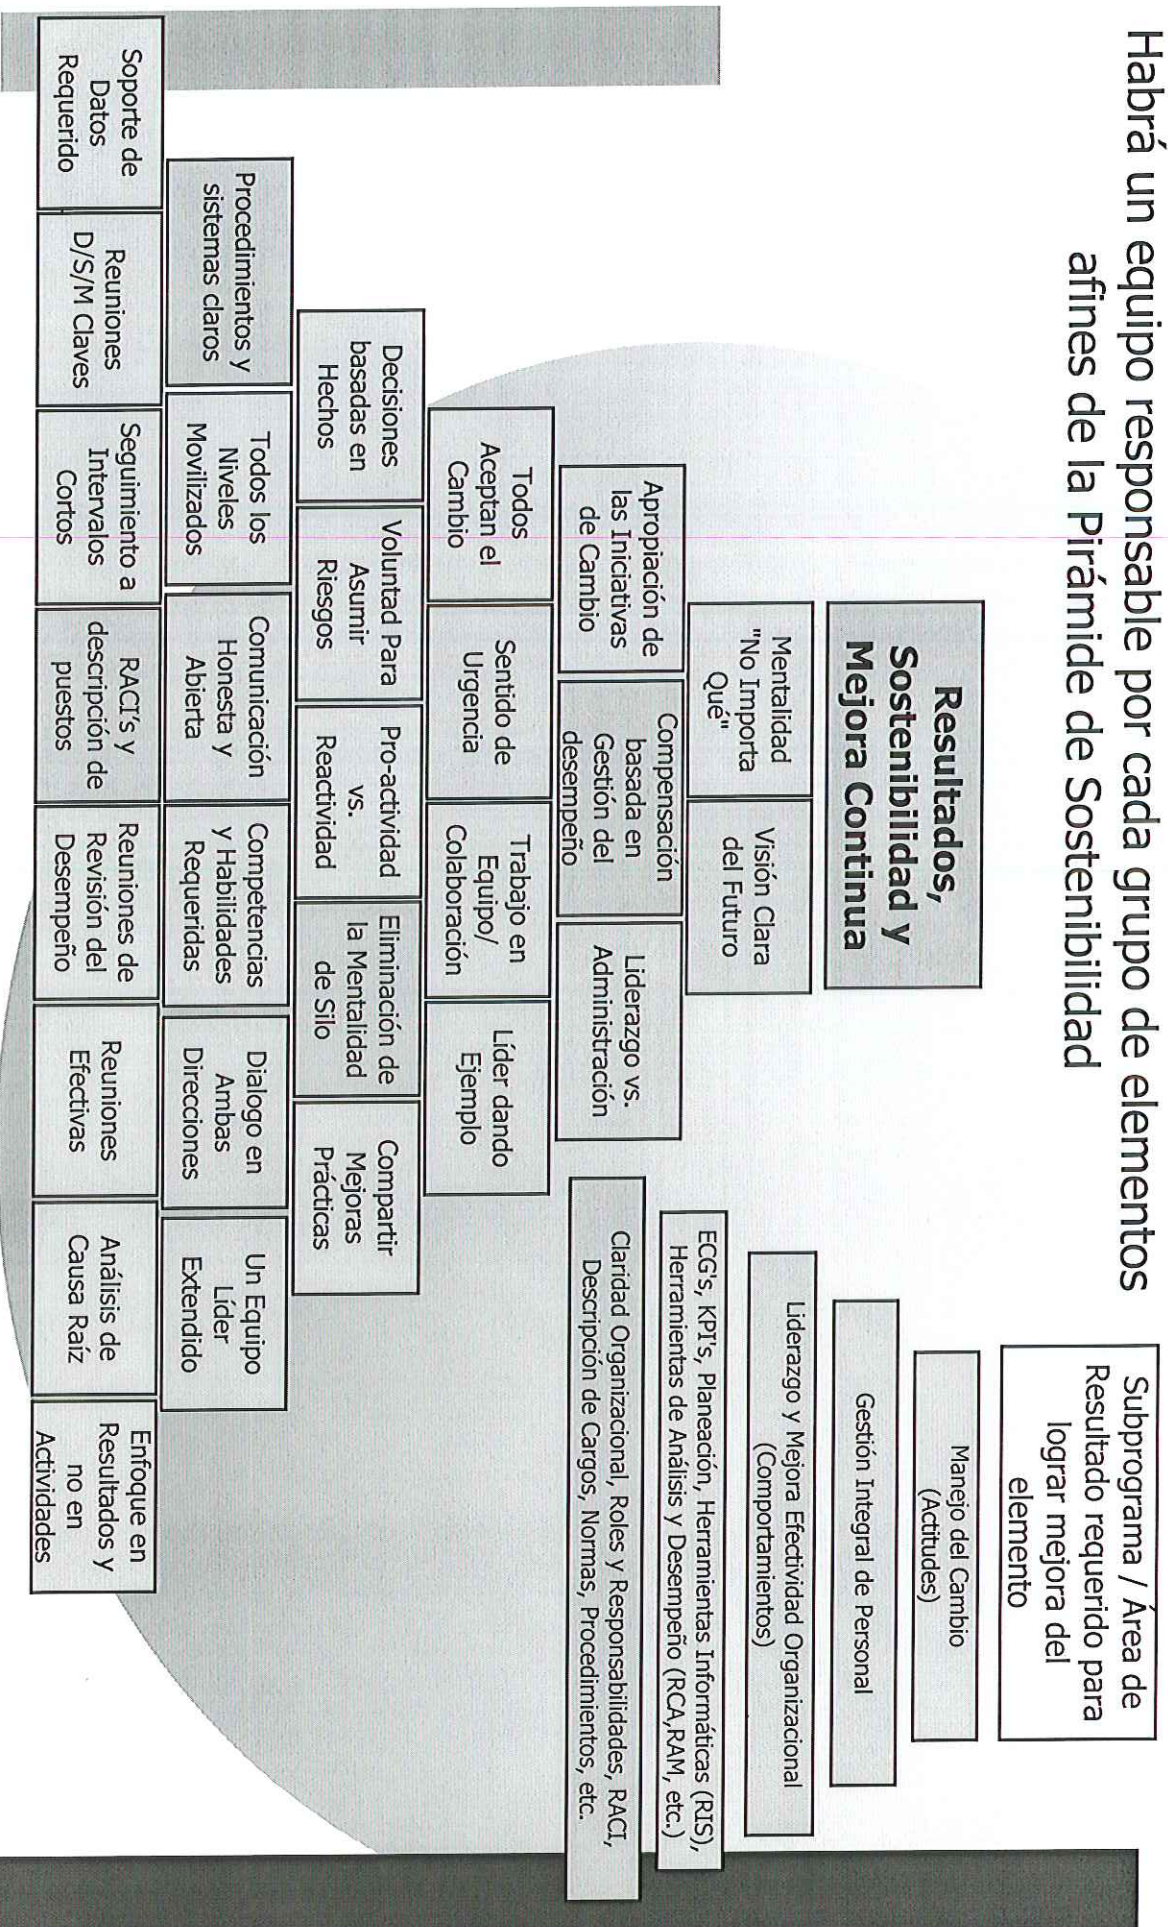 Habrá un equipo responsable por cada grupo de elementos
afines de la Pirámide de Sostenibilidad
Subprograma / Área de
Resultado requerido para
lograr mejora del
elemento
Resultados,
Sostenibilidad y
Mejora Continua
Manejo del Cambio
(Actitudes)
Gestión Integral de Personal
Liderazgo y Mejora Efectividad Organizacional
(Comportamientos)
ECG's, KPI's, Planeación, Herramientas Informáticas (RIS),
Herramientas de Análisis y Desempeño (RCA,RAM, etc.)
Claridad Organizacional, Roles y Responsabilidades, RACI,
Descripción de Cargos, Normas, Procedimientos, etc.
Mentalidad
"No Importa
Qué"
Visión Clara
del Futuro
Apropiación de
las Iniciativas
de Cambio
Compensación
basada en
Gestión del
desempeño
Liderazgo vs.
Administración
Todos
Aceptan el
Cambio
Sentido de
Urgencia
Trabajo en
Equipo/
Colaboración
Líder dando
Ejemplo
Decisiones
basadas en
Hechos
Voluntad Para
Asumir
Riesgos
Pro-actividad
vs.
Reactividad
Eliminación de
la Mentalidad
de Silo
Compartir
Mejoras
Prácticas
Procedimientos y
sistemas claros
Todos los
Niveles
Movilizados
Comunicación
Honesta y
Abierta
Competencias
y Habilidades
Requeridas
Dialogo en
Ambas
Direcciones
Un Equipo
Líder
Extendido
Soporte de
Datos
Requerido
Reuniones
D/S/M Claves
Seguimiento a
Intervalos
Cortos
RACI's y
descripción de
puestos
Reuniones de
Revisión del
Desempeño
Reuniones
Efectivas
Análisis de
Causa Raíz
Enfoque en
Resultados y
no en
Actividades